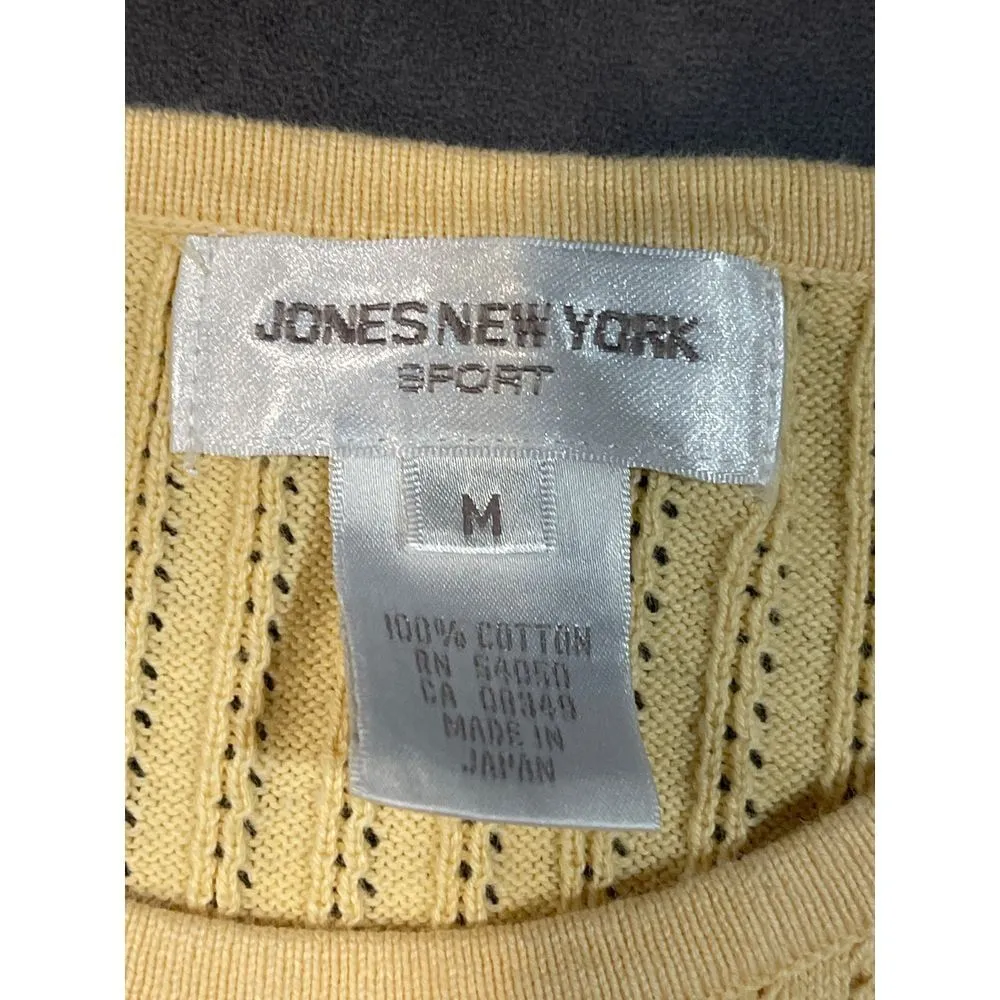 JONES NEW YORK
SPORT
M
100% COTTON
RN 54050
CA 08349
MADE IN
JAPAN